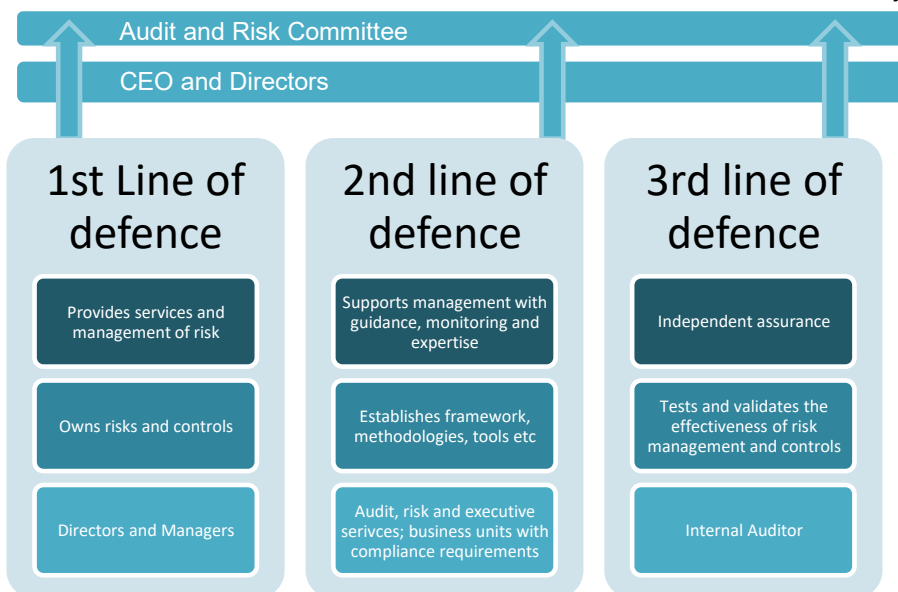 Audit and Risk Committee
CEO and Directors
1st Line of
defence
Provides services and
management of risk
Owns risks and controls
Directors and Managers
2nd line of
defence
Supports management with
guidance, monitoring and
expertise
Establishes framework,
methodologies, tools etc
Audit, risk and executive
serivces; business units with
compliance requirements
3rd line of
defence
Independent assurance
Tests and validates the
effectiveness of risk
management and controls
Internal Auditor